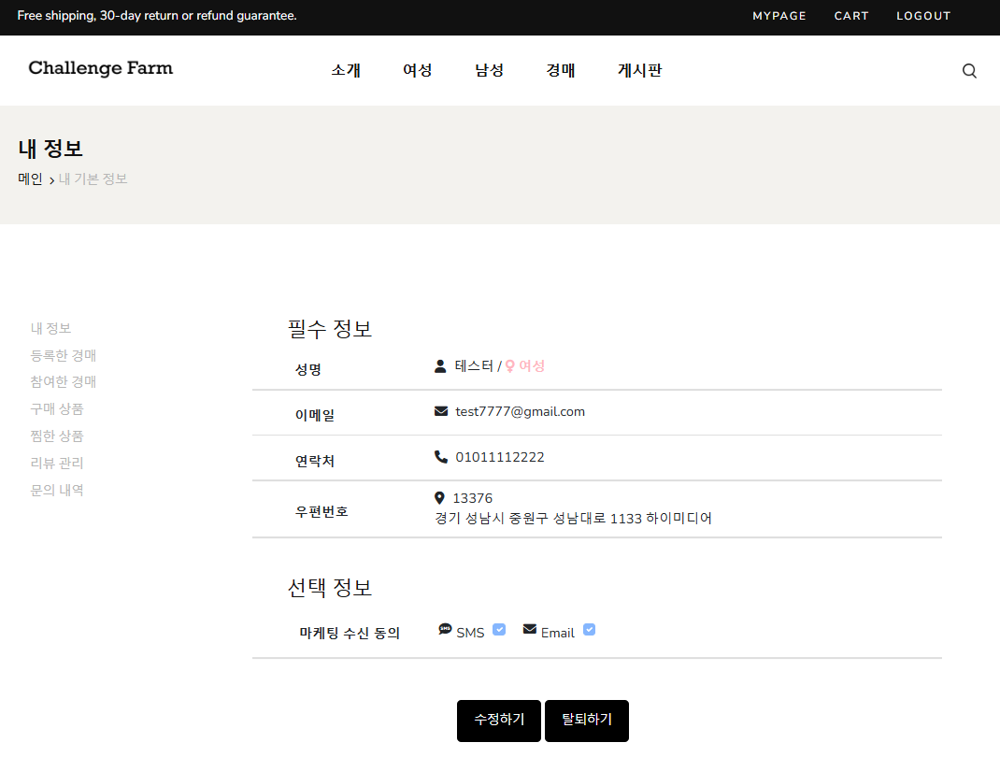 Free shipping, 30-day return or refund guarantee. MYPAGE CART LOGOUT
Challenge Farm 소개 여성 남성 경매 게시판
내 정보
메인 > 내 기본 정보
내 정보
등록한 경매
참여한 경매
구매 상품
찜한 상품
리뷰 관리
문의 내역
필수 정보
성명 테스터 / 여성
이메일 test7777@gmail.com
연락처 01011112222
우편번호 13376
경기 성남시 중원구 성남대로 1133 하이미디어
선택 정보
마케팅 수신 동의 SMS SMS Email
수정하기 탈퇴하기